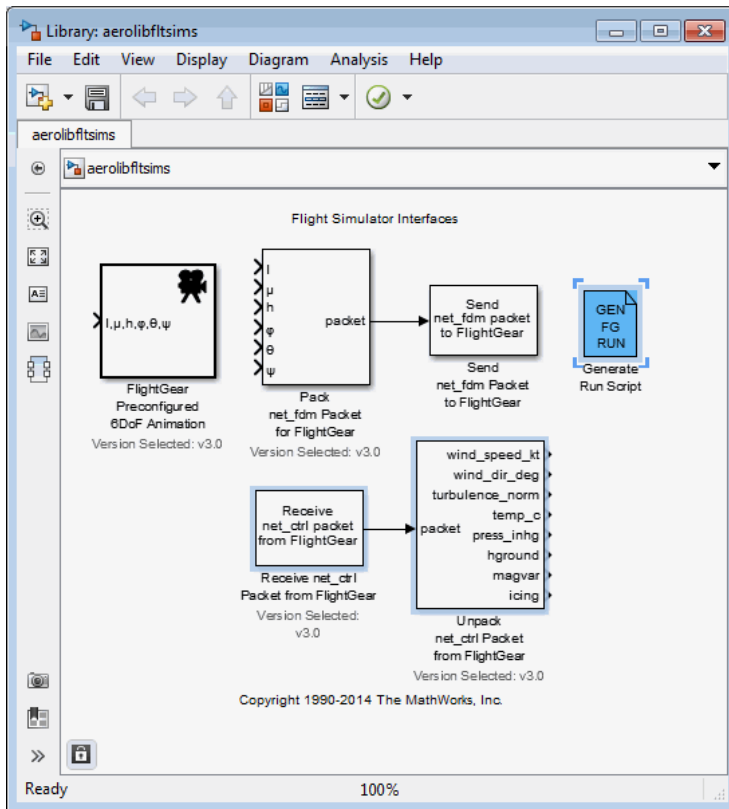 Library: aerolibfltsims
File Edit View Display Diagram Analysis Help
aerolibfltsims
aerolibfltsims
Flight Simulator Interfaces
l,μ,h,φ,θ,ψ
FlightGear
Preconfigured
6DoF Animation
Version Selected: v3.0
l
μ
h
φ
θ
ψ
packet
Pack
net_fdm Packet
for FlightGear
Version Selected: v3.0
Send
net_fdm packet
to FlightGear
Send
net_fdm Packet
to FlightGear
GEN
FG
RUN
Generate
Run Script
Receive
net_ctrl packet
from FlightGear
Receive net_ctrl
Packet from FlightGear
Version Selected:
v3.0
packet
wind_speed_kt
wind_dir_deg
turbulence_norm
temp_c
press_inhg
hground
magvar
icing
Unpack
net_ctrl Packet
from FlightGear
Version Selected: v3.0
Copyright 1990-2014 The MathWorks, Inc.
Ready 100%